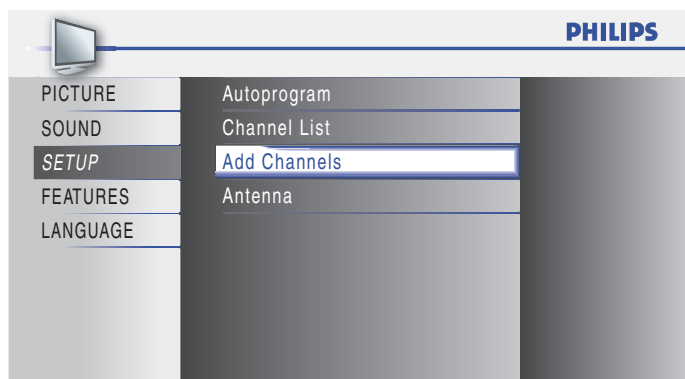 PHILIPS
PICTURE
SOUND
SETUP
FEATURES
LANGUAGE
Autoprogram
Channel List
Add Channels
Antenna